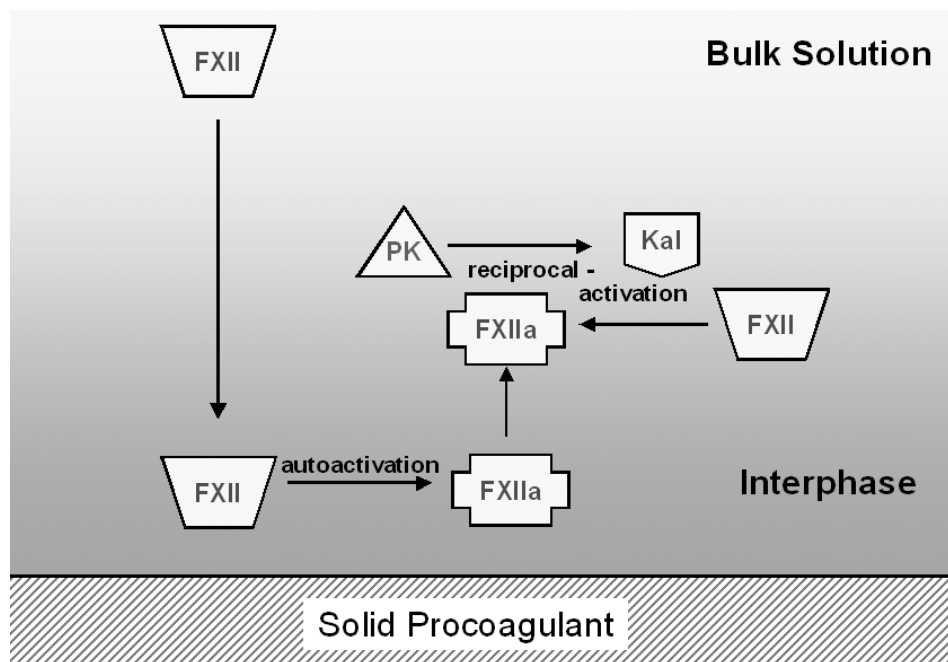 FXII
Bulk Solution
PK
Kal
reciprocal -
activation
FXIIa
FXII
FXII
autoactivation
FXIIa
Interphase
Solid Procoagulant